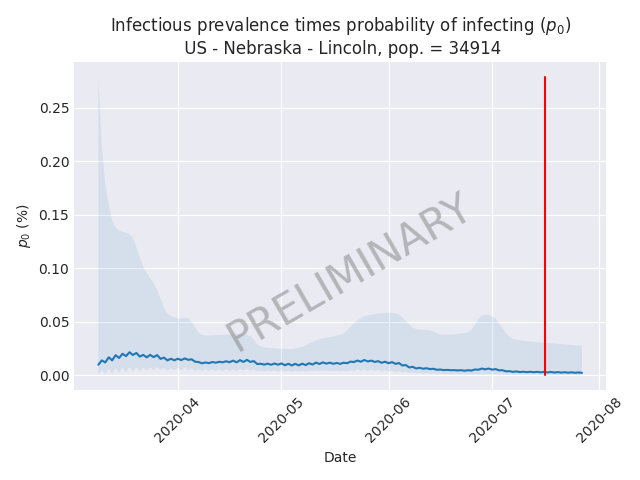 Infectious prevalence times probability of infecting (p₀)
US - Nebraska - Lincoln, pop. = 34914
p₀ (%)
0.25
0.20
0.15
0.10
0.05
0.00
PRELIMINARY
2020-04
2020-05
2020-06
2020-07
2020-08
Date